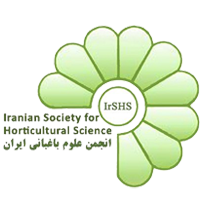 IrSHS
Iranian Society for
Horticultural Science
انجمن علوم باغبانی ایران